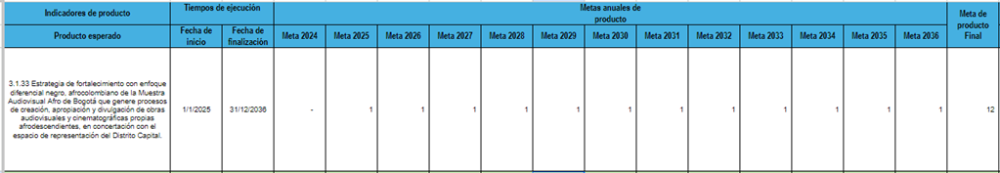 Indicadores de producto
Tiempos de ejecución
Metas anuales de
producto
Meta de
producto
Final
Producto esperado
Fecha de
inicio
Fecha de
finalización
Meta 2024
Meta 2025
Meta 2026
Meta 2027
Meta 2028
Meta 2029
Meta 2030
Meta 2031
Meta 2032
Meta 2033
Meta 2034
Meta 2035
Meta 2036
3.1.33 Estrategia de fortalecimiento con enfoque
diferencial negro, afrocolombiano de la Muestra
Audiovisual Afro de Bogotá que genere procesos
de creación, apropiación y divulgación de obras
audiovisuales y cinematográficas propias
afrodescendientes, en concertación con el
espacio de representación del Distrito Capital.
1/1/2025
31/12/2036
-
1
1
1
1
1
1
1
1
1
1
1
1
12